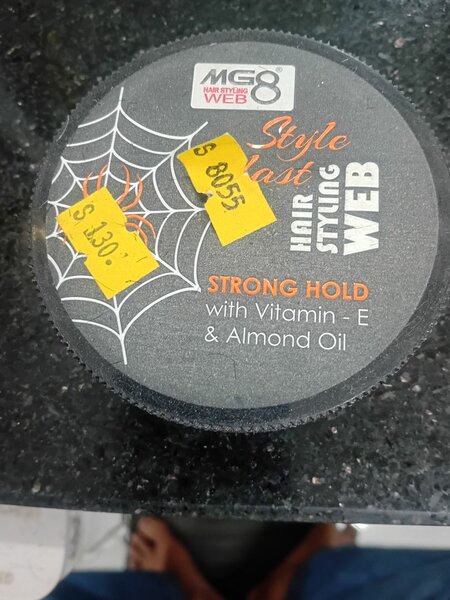 MG8
HAIR STYLING
WEB
Style
last
HAIR
STYLING
WEB
S 8055
S 130.
STRONG HOLD
with Vitamin - E
& Almond Oil